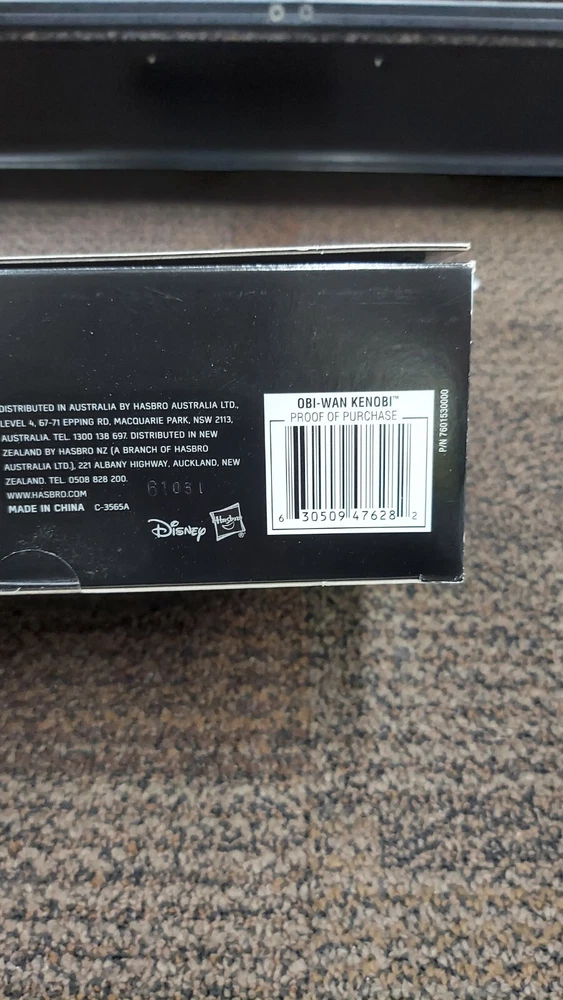 DISTRIBUTED IN AUSTRALIA BY HASBRO AUSTRALIA LTD.,
LEVEL 4, 67-71 EPPING RD, MACQUARIE PARK, NSW 2113,
AUSTRALIA. TEL. 1300 138 697. DISTRIBUTED IN NEW
ZEALAND BY HASBRO NZ (A BRANCH OF HASBRO
AUSTRALIA LTD.), 221 ALBANY HIGHWAY, AUCKLAND, NEW
ZEALAND. TEL. 0508 828 200.
WWW.HASBRO.COM
MADE IN CHINA C-3565A
61031
Disney
Hasbro®
OBI-WAN KENOBI™
PROOF OF PURCHASE
6 30509 47628 2
P/N 7601530000